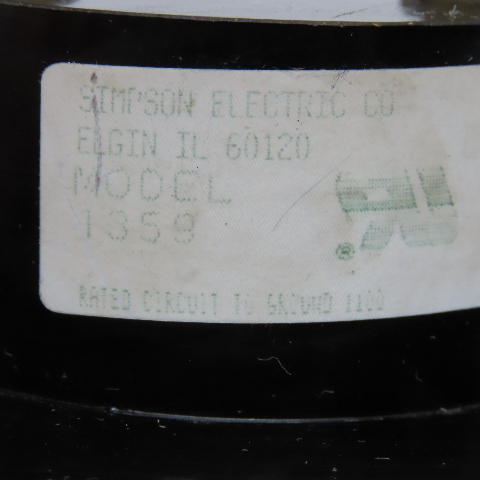 SIMPSON ELECTRIC CO
ELGIN IL 60120
MODEL
1359
RATED CIRCUIT TO GROUND 1100